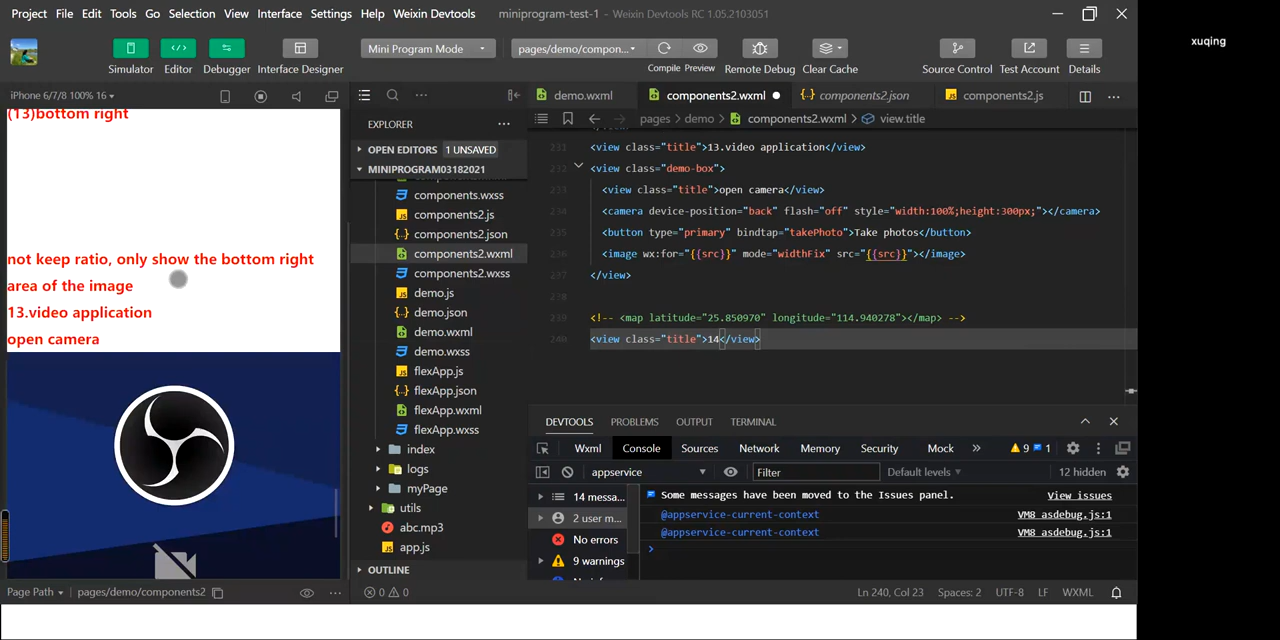 Project File Edit Tools Go Selection View Interface Settings Help Weixin Devtools miniprogram-test-1 - Weixin Devtools RC 1.05.2103051
xuqing
Mini Program Mode pages/demo/compon...
Simulator Editor Debugger Interface Designer Compile Preview Remote Debug Clear Cache Source Control Test Account Details
iPhone 6/7/8 100% 16
demo.wxml components2.wxml components2.json components2.js
(13)bottom right
EXPLORER
pages > demo > components2.wxml > view.title
OPEN EDITORS 1 UNSAVED
MINIPROGRAM03182021
components.wxss
components2.js
components2.json
components2.wxml
components2.wxss
demo.js
demo.json
demo.wxml
demo.wxss
flexApp.js
flexApp.json
flexApp.wxml
flexApp.wxss
index
logs
myPage
utils
abc.mp3
app.js
OUTLINE
231 <view class="title">13.video application</view>
232 <view class="demo-box">
233 <view class="title">open camera</view>
234 <camera device-position="back" flash="off" style="width:100%;height:300px;"></camera>
235 <button type="primary" bindtap="takePhoto">Take photos</button>
236 <image wx:for="{{src}}" mode="widthFix" src="{{src}}"></image>
237 </view>
238
239 <!-- <map latitude="25.850970" longitude="114.940278"></map> -->
240 <view class="title">14</view>
not keep ratio, only show the bottom right
area of the image
13.video application
open camera
DEVTOOLS PROBLEMS OUTPUT TERMINAL
Wxml Console Sources Network Memory Security Mock 9 1
appservice Filter Default levels 12 hidden
14 messa...
2 user m...
No errors
9 warnings
Some messages have been moved to the Issues panel. View issues
@appservice-current-context VM8 asdebug.js:1
@appservice-current-context VM8 asdebug.js:1
Page Path pages/demo/components2 0 0 Ln 240, Col 23 Spaces: 2 UTF-8 LF WXML